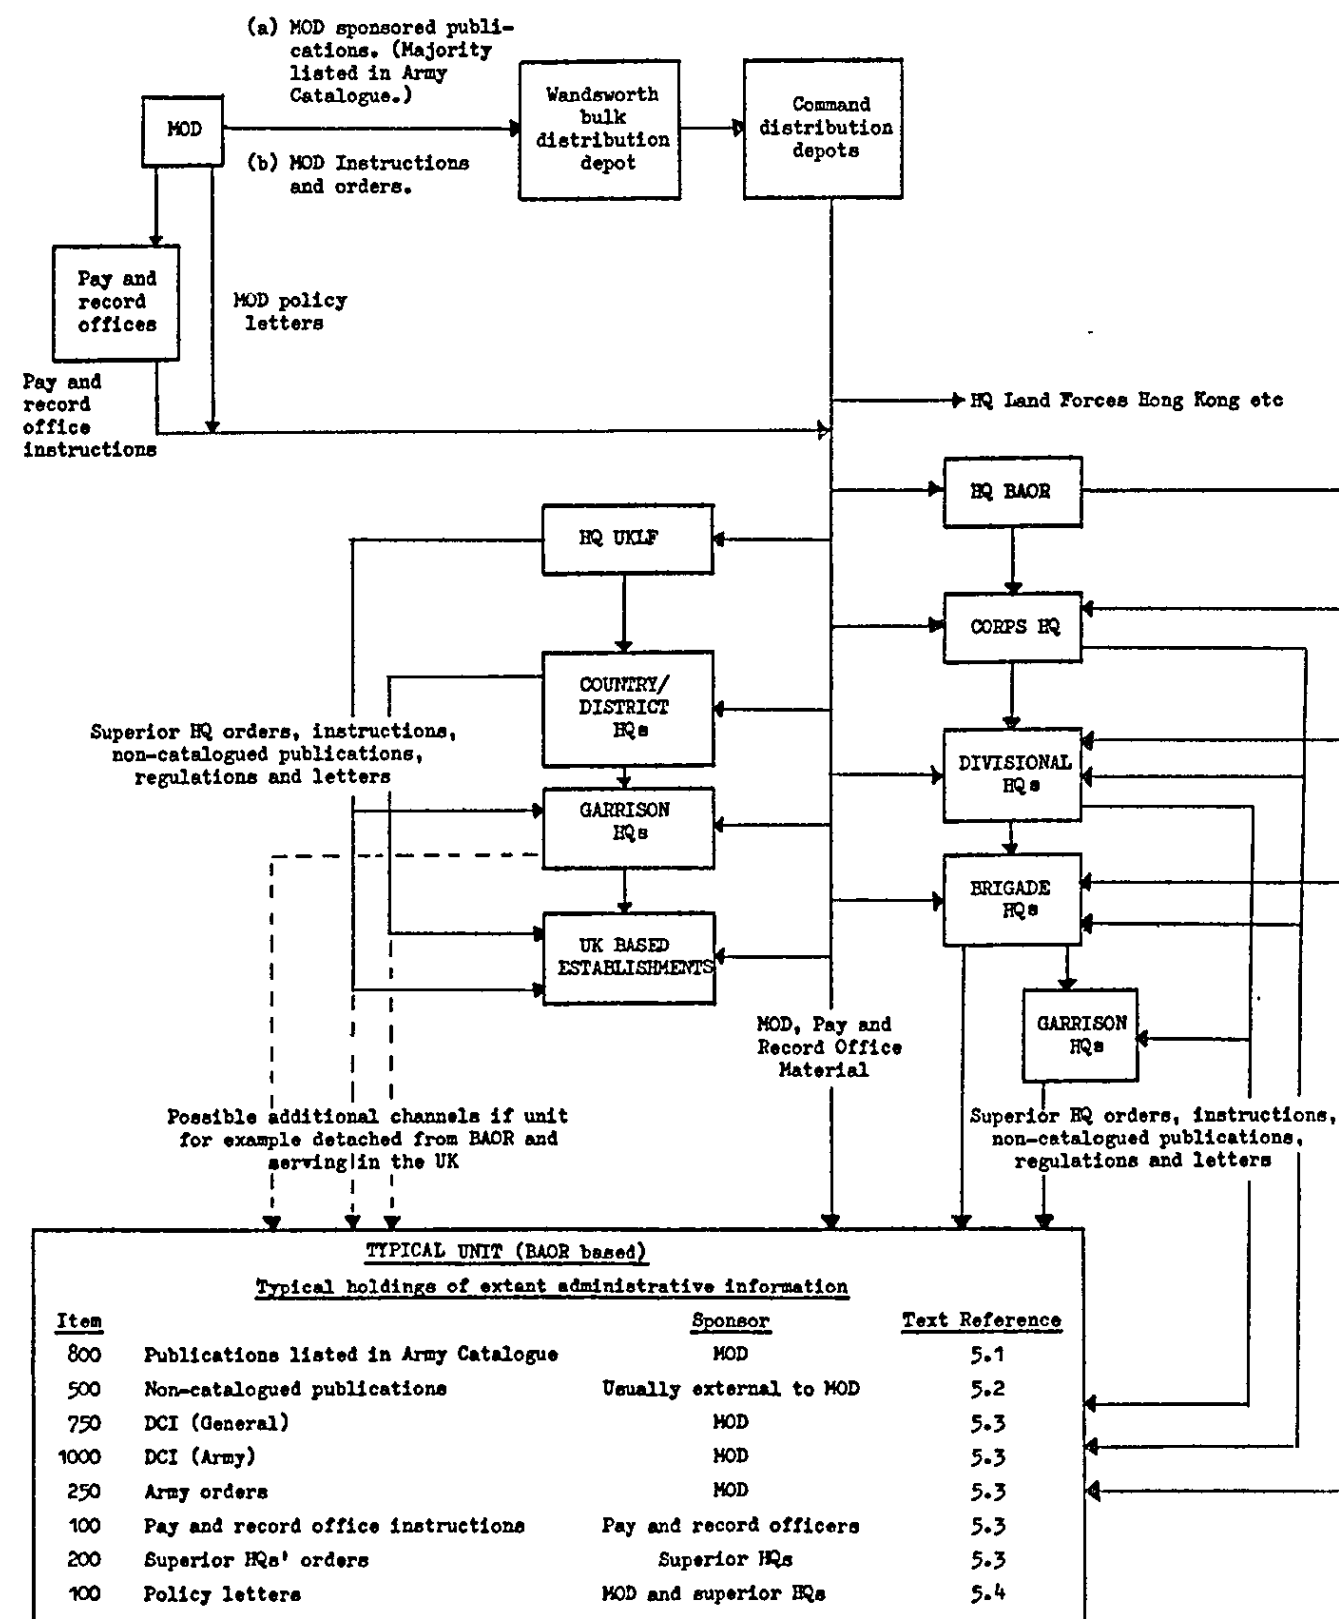 (a) MOD sponsored publi-
cations. (Majority
listed in Army
Catalogue.)
MOD
(b) MOD Instructions
and orders.
Wandsworth
bulk
distribution
depot
Command
distribution
depots
Pay and
record
offices
MOD policy
letters
Pay and
record
office
instructions
HQ Land Forces Hong Kong etc
HQ BAOR
HQ UKLF
CORPS HQ
COUNTRY/
DISTRICT
HQs
Superior HQ orders, instructions,
non-catalogued publications,
regulations and letters
DIVISIONAL
HQs
GARRISON
HQs
BRIGADE
HQs
UK BASED
ESTABLISHMENTS
MOD, Pay and
Record Office
Material
GARRISON
HQs
Possible additional channels if unit
for example detached from BAOR and
serving in the UK
Superior HQ orders, instructions,
non-catalogued publications,
regulations and letters
TYPICAL UNIT (BAOR based)
Typical holdings of extant administrative information
Item Sponsor Text Reference
800 Publications listed in Army Catalogue MOD 5.1
500 Non-catalogued publications Usually external to MOD 5.2
750 DCI (General) MOD 5.3
1000 DCI (Army) MOD 5.3
250 Army orders MOD 5.3
100 Pay and record office instructions Pay and record officers 5.3
200 Superior HQs' orders Superior HQs 5.3
100 Policy letters MOD and superior HQs 5.4